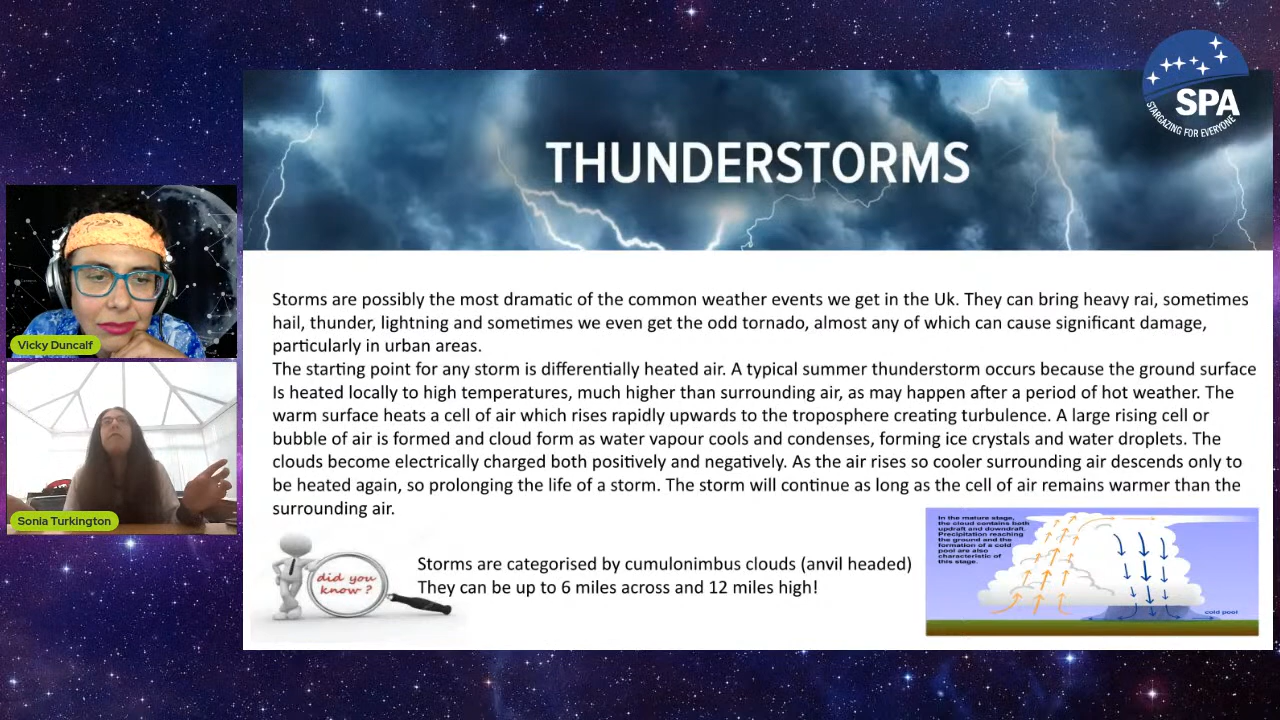 SPA
STARGAZING FOR EVERYONE
THUNDERSTORMS
Vicky Duncalf
Sonia Turkington
Storms are possibly the most dramatic of the common weather events we get in the Uk. They can bring heavy rai, sometimes
hail, thunder, lightning and sometimes we even get the odd tornado, almost any of which can cause significant damage,
particularly in urban areas.
The starting point for any storm is differentially heated air. A typical summer thunderstorm occurs because the ground surface
Is heated locally to high temperatures, much higher than surrounding air, as may happen after a period of hot weather. The
warm surface heats a cell of air which rises rapidly upwards to the troposphere creating turbulence. A large rising cell or
bubble of air is formed and cloud form as water vapour cools and condenses, forming ice crystals and water droplets. The
clouds become electrically charged both positively and negatively. As the air rises so cooler surrounding air descends only to
be heated again, so prolonging the life of a storm. The storm will continue as long as the cell of air remains warmer than the
surrounding air.
did you
know ?
Storms are categorised by cumulonimbus clouds (anvil headed)
They can be up to 6 miles across and 12 miles high!
In the mature stage,
the cloud contains both
updraft and downdraft.
Precipitation reaching
the ground and the
formation of a cold
pool are also
characteristic of
this stage.
cold pool